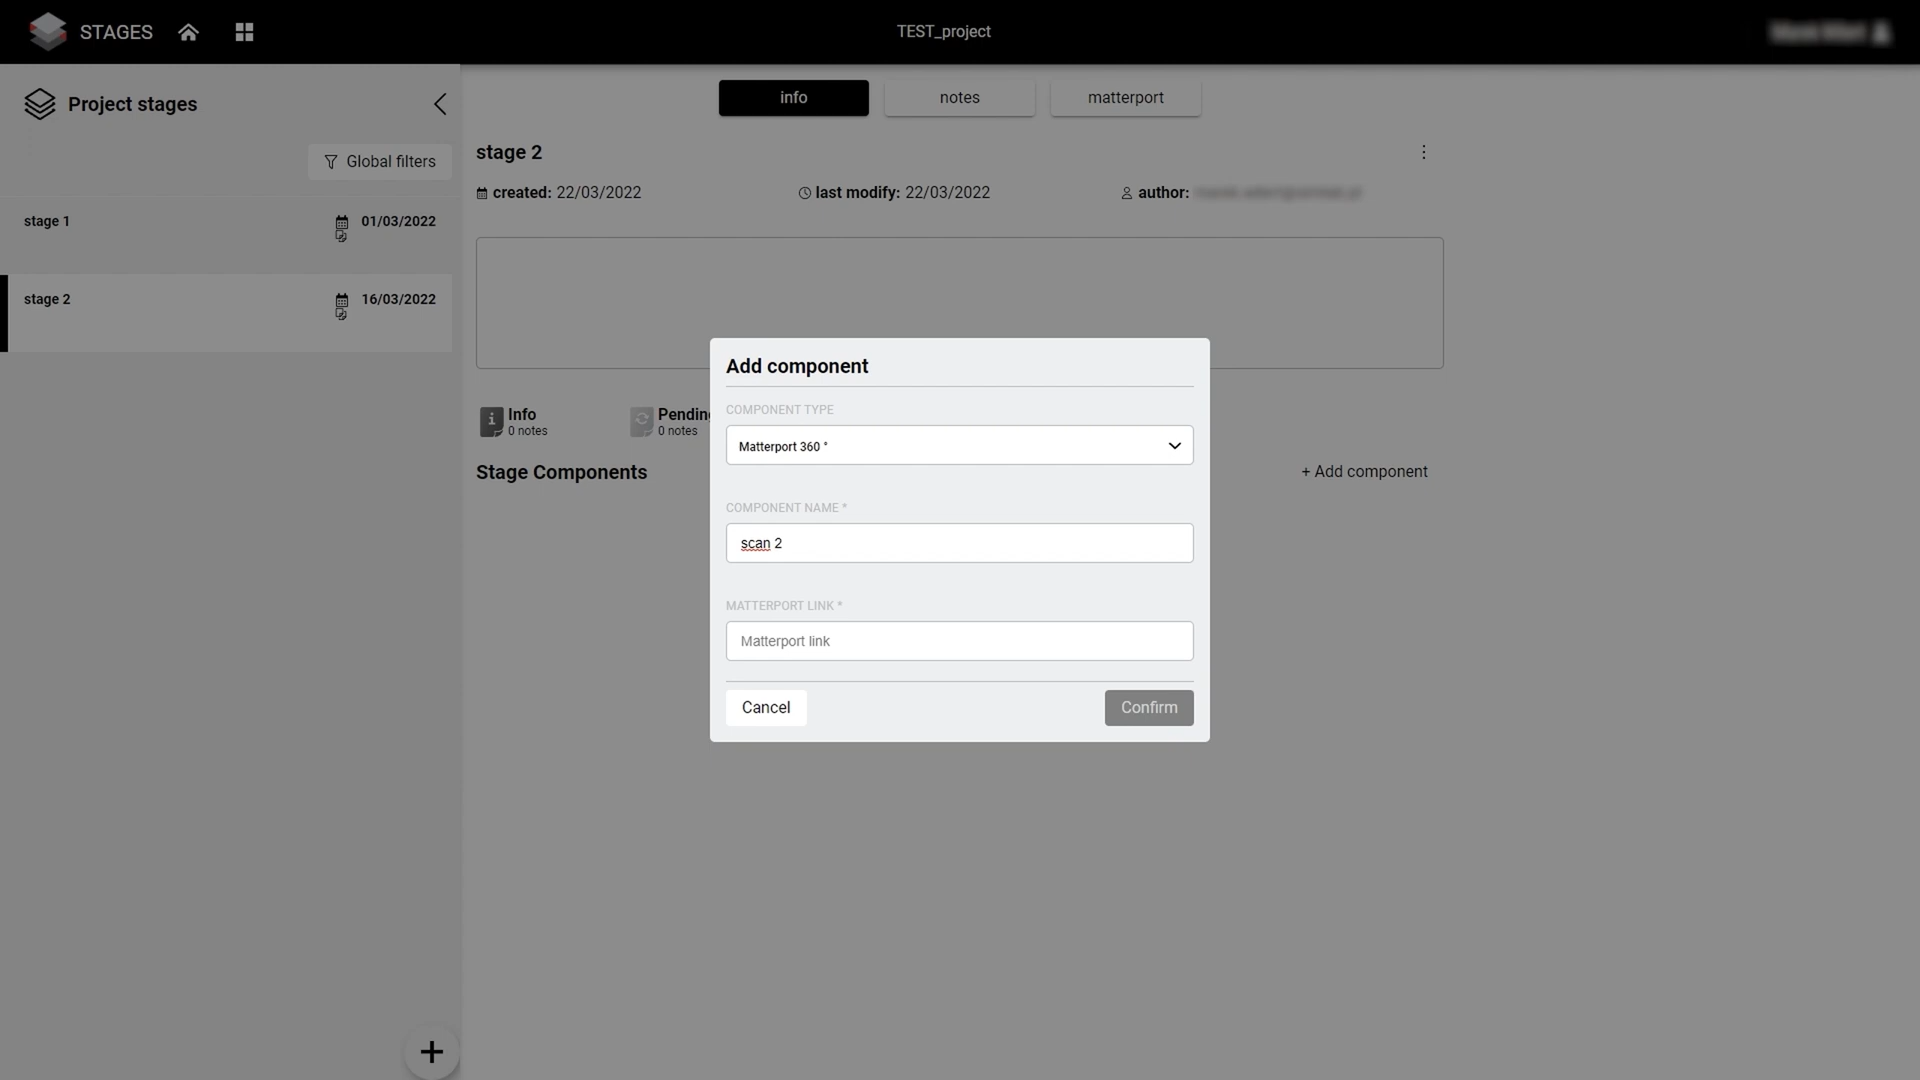 STAGES
TEST_project
Project stages
Global filters
stage 1
01/03/2022
stage 2
16/03/2022
info
notes
matterport
stage 2
created: 22/03/2022
last modify: 22/03/2022
author:
Info
0 notes
Pending
0 notes
Stage Components
+ Add component
Add component
COMPONENT TYPE
Matterport 360 °
COMPONENT NAME *
scan 2
MATTERPORT LINK *
Matterport link
Cancel
Confirm